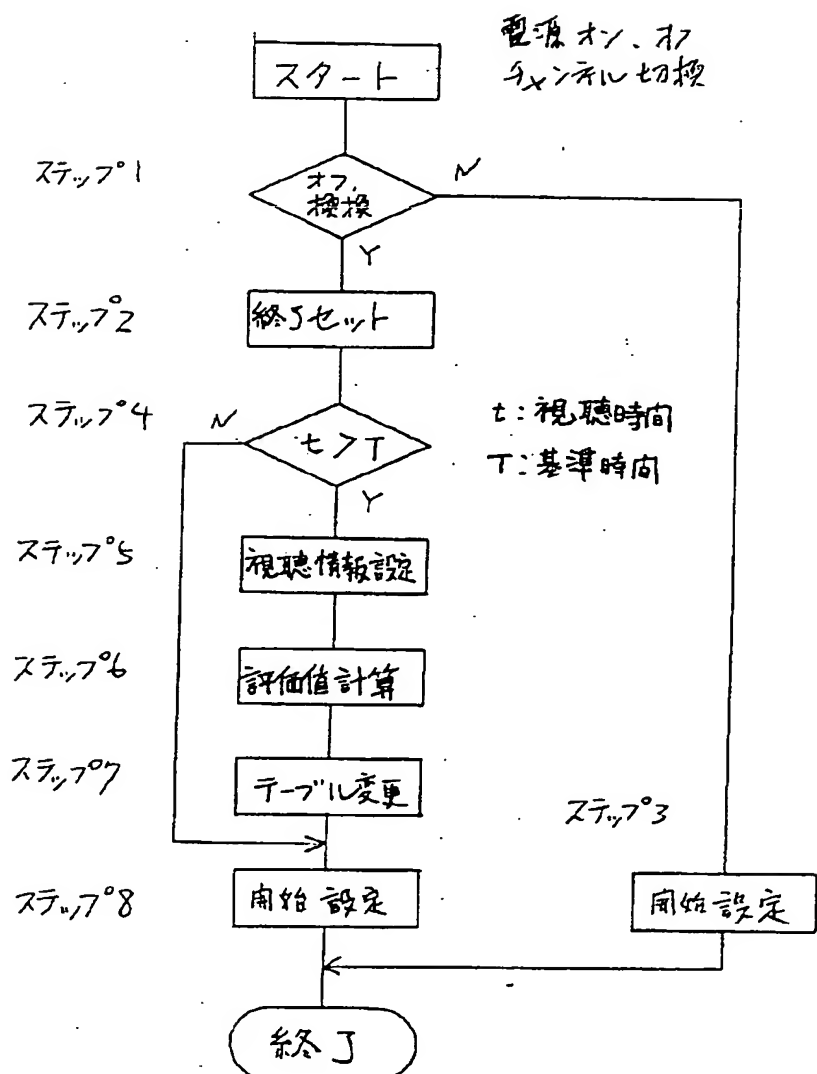 電源オン、オフ
チャンネル切換
スタート
ステップ1
オフ、
N
Y
ステップ2
終了セット
ステップ4
N
t>T
Y
t:視聴時間
T:基準時間
ステップ5
視聴情報設定
ステップ6
評価値計算
ステップ7
テーブル変更
ステップ3
ステップ8
開始設定
開始設定
終了